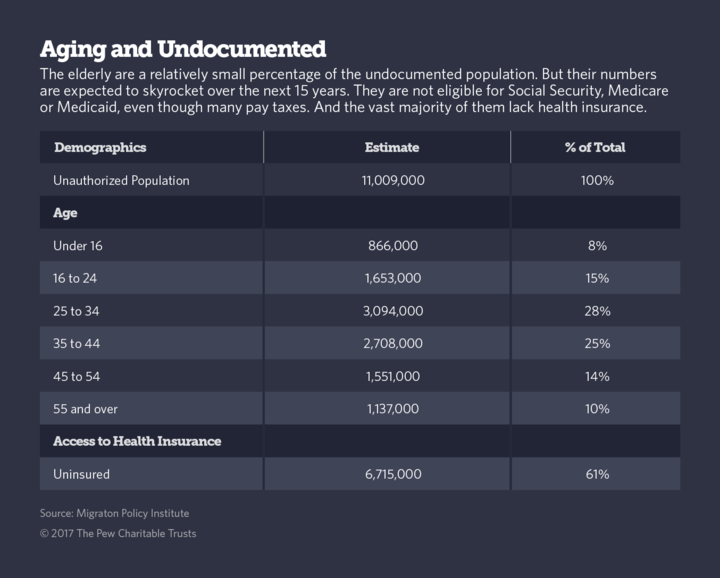 Aging and Undocumented
The elderly are a relatively small percentage of the undocumented population. But their numbers
are expected to skyrocket over the next 15 years. They are not eligible for Social Security, Medicare
or Medicaid, even though many pay taxes. And the vast majority of them lack health insurance.
Demographics Estimate % of Total
Unauthorized Population 11,009,000 100%
Age
Under 16 866,000 8%
16 to 24 1,653,000 15%
25 to 34 3,094,000 28%
35 to 44 2,708,000 25%
45 to 54 1,551,000 14%
55 and over 1,137,000 10%
Access to Health Insurance
Uninsured 6,715,000 61%
Source: Migraton Policy Institute
© 2017 The Pew Charitable Trusts